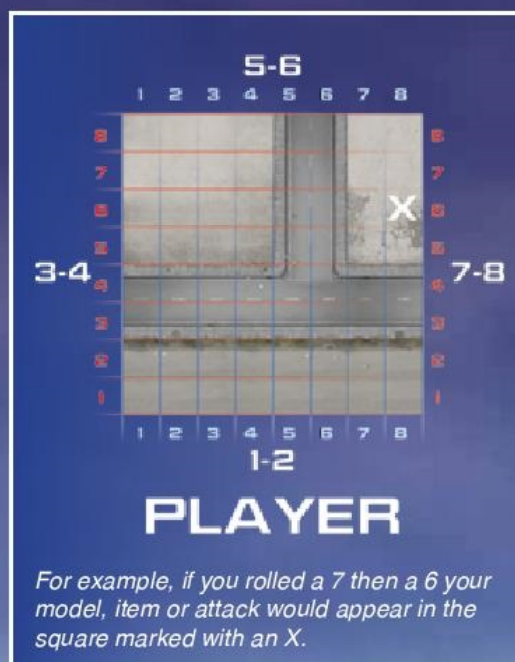 5-6
1 2 3 4 5 6 7 8
8 8
7 7
6 X 6
5 5
3-4 7-8
4 4
3 3
2 2
1 1
1 2 3 4 5 6 7 8
1-2
PLAYER
For example, if you rolled a 7 then a 6 your
model, item or attack would appear in the
square marked with an X.